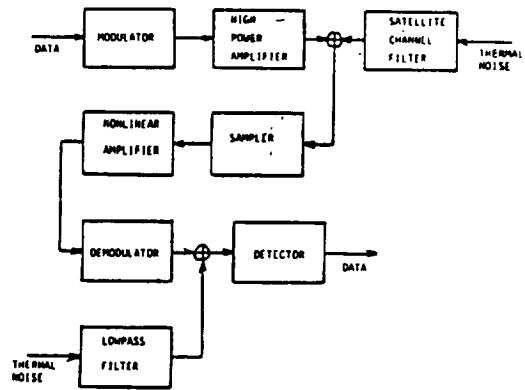 DATA
MODULATOR
HIGH
POWER
AMPLIFIER
SATELLITE
CHANNEL
FILTER
THERMAL
NOISE
NONLINEAR
AMPLIFIER
SAMPLER
DEMODULATOR
DETECTOR
DATA
THERMAL
NOISE
LOWPASS
FILTER